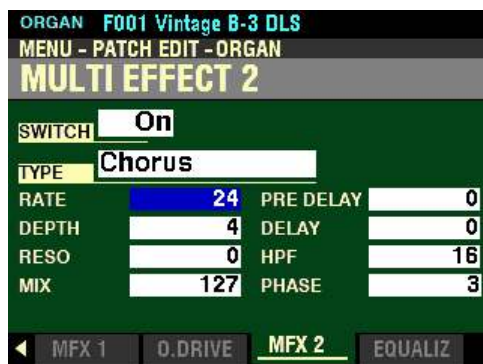 ORGAN F001 Vintage B-3 DLS
MENU - PATCH EDIT - ORGAN
MULTI EFFECT 2
SWITCH On
TYPE Chorus
RATE 24 PRE DELAY 0
DEPTH 4 DELAY 0
RESO 0 HPF 16
MIX 127 PHASE 3
MFX 1 O.DRIVE MFX 2 EQUALIZ